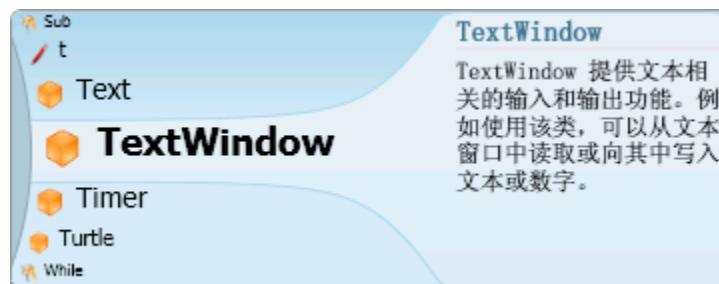 Sub
t
Text
TextWindow
Timer
Turtle
While
TextWindow
TextWindow 提供文本相
关的输入和输出功能。例
如使用该类，可以从文本
窗口中读取或向其中写入
文本或数字。